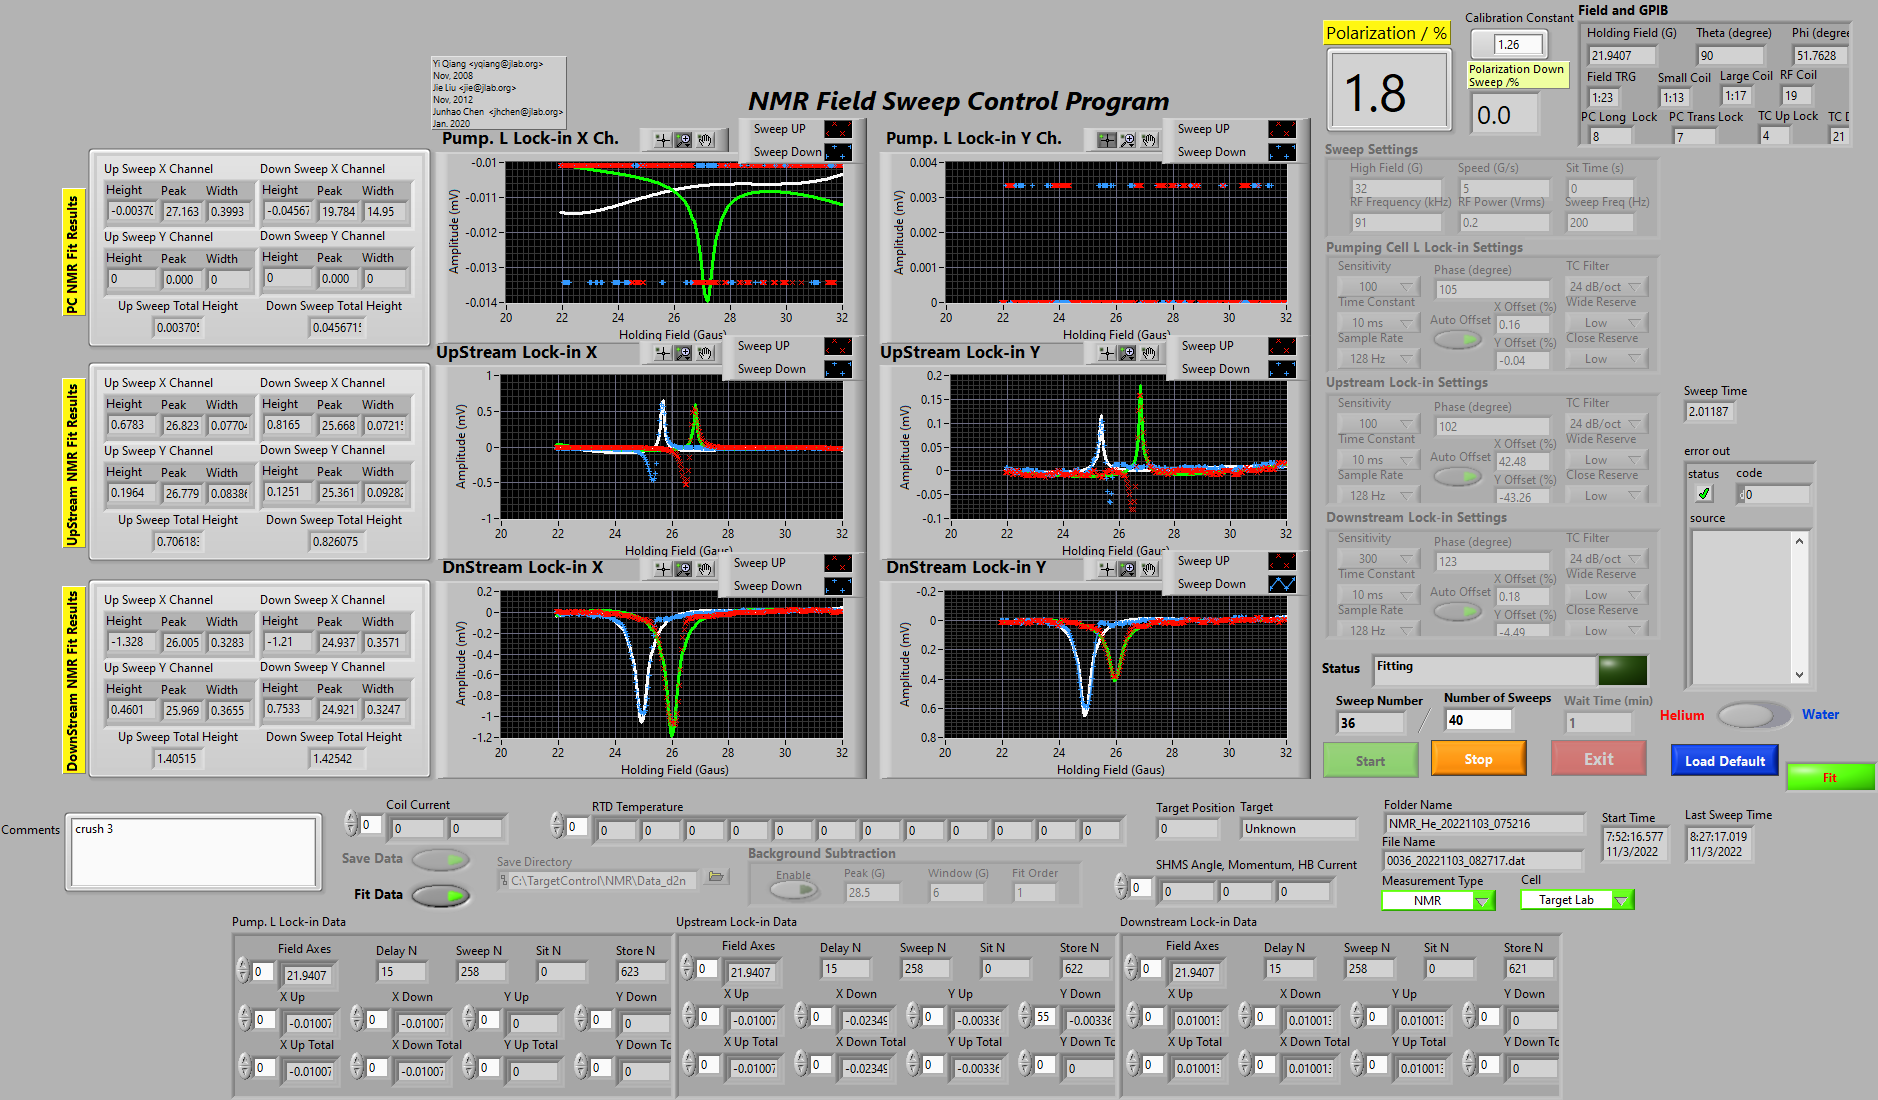 Polarization / %
1.8
Calibration Constant
1.26
Polarization Down
Sweep /%
0.0
Field and GPIB
Holding Field (G) Theta (degree) Phi (degree
21.9407 90 51.7628
Field TRG Small Coil Large Coil RF Coil
1:23 1:13 1:17 19
PC Long Lock PC Trans Lock TC Up Lock TC D
8 7 4 21
Yi Qiang <yqiang@jlab.org>
Nov, 2008
Jie Liu <jie@jlab.org>
Nov, 2012
Junhao Chen <jhchen@jlab.org>
Jan. 2020
NMR Field Sweep Control Program
PC NMR Fit Results
Up Sweep X Channel Down Sweep X Channel
Height Peak Width Height Peak Width
-0.00370 27.163 0.3993 -0.04567 19.784 14.95
Up Sweep Y Channel Down Sweep Y Channel
Height Peak Width Height Peak Width
0 0.000 0 0 0.000 0
Up Sweep Total Height Down Sweep Total Height
0.003705 0.0456715
UpStream NMR Fit Results
Up Sweep X Channel Down Sweep X Channel
Height Peak Width Height Peak Width
0.6783 26.823 0.07704 0.8165 25.668 0.07215
Up Sweep Y Channel Down Sweep Y Channel
Height Peak Width Height Peak Width
0.1964 26.779 0.08386 0.1251 25.361 0.09282
Up Sweep Total Height Down Sweep Total Height
0.706183 0.826075
DownStream NMR Fit Results
Up Sweep X Channel Down Sweep X Channel
Height Peak Width Height Peak Width
-1.328 26.005 0.3283 -1.21 24.937 0.3571
Up Sweep Y Channel Down Sweep Y Channel
Height Peak Width Height Peak Width
0.4601 25.969 0.3655 0.7533 24.921 0.3247
Up Sweep Total Height Down Sweep Total Height
1.40515 1.42542
Pump. L Lock-in X Ch.
Sweep UP
Sweep Down
Amplitude (mV)
-0.01
-0.011
-0.012
-0.013
-0.014
20 22 24 26 28 30 32
Holding Field (Gaus)
Pump. L Lock-in Y Ch.
Sweep UP
Sweep Down
Amplitude (mV)
0.004
0.003
0.002
0.001
0
20 22 24 26 28 30 32
Holding Field (Gaus)
UpStream Lock-in X
Sweep UP
Sweep Down
Amplitude (mV)
1
0.5
0
-0.5
-1
20 22 24 26 28 30 32
Holding Field (Gaus)
UpStream Lock-in Y
Sweep UP
Sweep Down
Amplitude (mV)
0.2
0.15
0.1
0.05
0
-0.05
-0.1
20 22 24 26 28 30 32
Holding Field (Gaus)
DnStream Lock-in X
Sweep UP
Sweep Down
Amplitude (mV)
0.2
0
-0.2
-0.4
-0.6
-0.8
-1
-1.2
20 22 24 26 28 30 32
Holding Field (Gaus)
DnStream Lock-in Y
Sweep UP
Sweep Down
Amplitude (mV)
-0.2
0
0.2
0.4
0.6
0.8
20 22 24 26 28 30 32
Holding Field (Gaus)
Sweep Settings
High Field (G) Speed (G/s) Sit Time (s)
32 5 0
RF Frequency (kHz) RF Power (Vrms) Sweep Freq (Hz)
91 0.2 200
Pumping Cell L Lock-in Settings
Sensitivity Phase (degree) TC Filter
100 105 24 dB/oct
Time Constant X Offset (%) Wide Reserve
10 ms Auto Offset 0.16 Low
Sample Rate Y Offset (%) Close Reserve
128 Hz -0.04 Low
Upstream Lock-in Settings
Sensitivity Phase (degree) TC Filter
100 102 24 dB/oct
Time Constant X Offset (%) Wide Reserve
10 ms Auto Offset 42.48 Low
Sample Rate Y Offset (%) Close Reserve
128 Hz -43.26 Low
Downstream Lock-in Settings
Sensitivity Phase (degree) TC Filter
300 123 24 dB/oct
Time Constant X Offset (%) Wide Reserve
10 ms Auto Offset 0.18 Low
Sample Rate Y Offset (%) Close Reserve
128 Hz -4.49 Low
Sweep Time
2.01187
error out
status code
0
source
Status Fitting
Sweep Number Number of Sweeps Wait Time (min)
36 / 40 1
Helium Water
Start Stop Exit Load Default
Fit
Comments
crush 3
Coil Current
0 0 0
Save Data
Fit Data
RTD Temperature
0 0 0 0 0 0 0 0 0 0 0 0 0
Save Directory
C:\TargetControl\NMR\Data_d2n
Background Subtraction
Enable Peak (G) Window (G) Fit Order
28.5 6 1
Target Position Target
0 Unknown
SHMS Angle, Momentum, HB Current
0 0 0 0
Folder Name
NMR_He_20221103_075216
File Name
0036_20221103_082717.dat
Measurement Type Cell
NMR Target Lab
Start Time
7:52:16.577
11/3/2022
Last Sweep Time
8:27:17.019
11/3/2022
Pump. L Lock-in Data
Field Axes Delay N Sweep N Sit N Store N
0 21.9407 15 258 0 623
X Up X Down Y Up Y Down
0 -0.01007 0 -0.01007 0 0 0 0
X Up Total X Down Total Y Up Total Y Down To
0 -0.01007 0 -0.01007 0 0 0 0
Upstream Lock-in Data
Field Axes Delay N Sweep N Sit N Store N
0 21.9407 15 258 0 622
X Up X Down Y Up Y Down
0 -0.01007 0 -0.02349 0 -0.00336 55 -0.00336
X Up Total X Down Total Y Up Total Y Down To
0 -0.01007 0 -0.02349 0 -0.00336 0 0
Downstream Lock-in Data
Field Axes Delay N Sweep N Sit N Store N
0 21.9407 15 258 0 621
X Up X Down Y Up Y Down
0 0.010013 0 0.010013 0 0.010013 0 0
X Up Total X Down Total Y Up Total Y Down To
0 0.010013 0 0.010013 0 0.010013 0 0